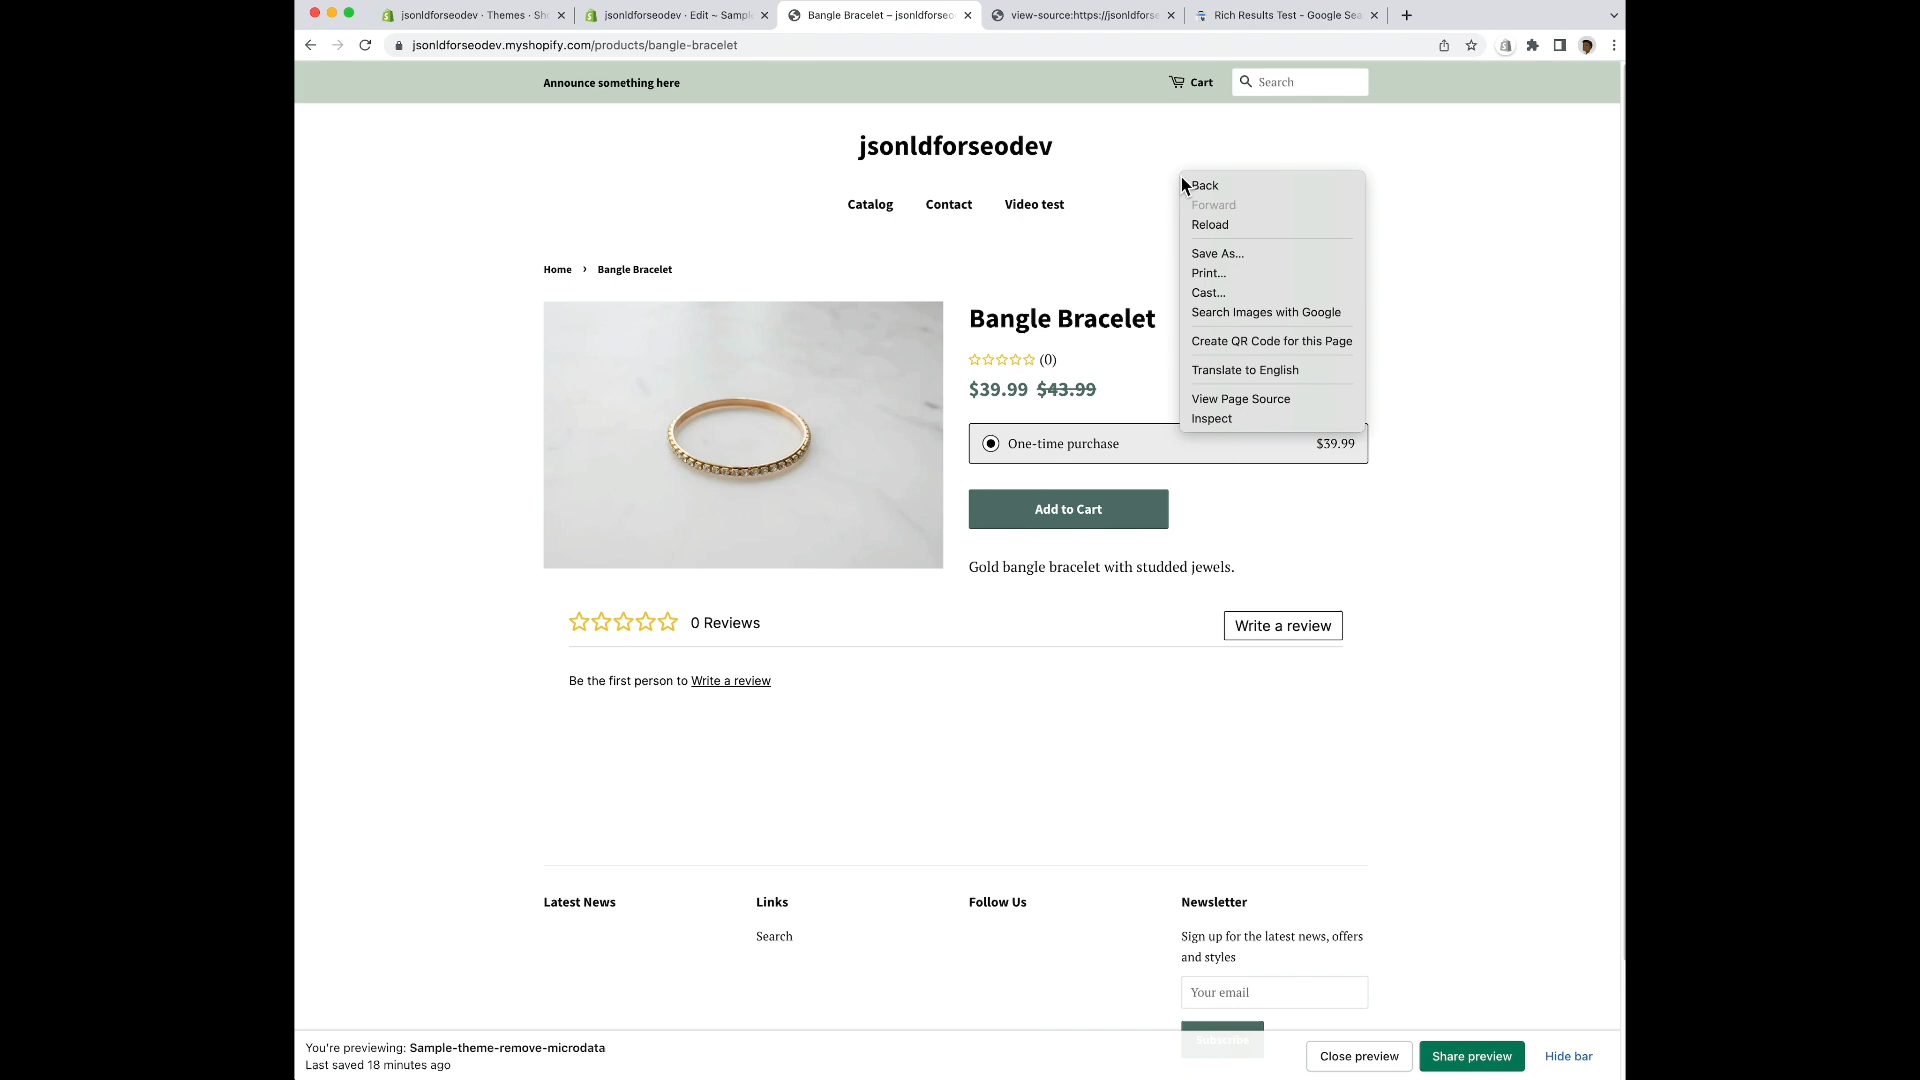 jsonldforseodev · Themes · Sh
jsonldforseodev · Edit ~ Sample
Bangle Bracelet – jsonldforseo
view-source:https://jsonldforse
Rich Results Test - Google Sea
jsonldforseodev.myshopify.com/products/bangle-bracelet
Announce something here
Cart
Search
jsonldforseodev
Catalog Contact Video test
Back
Forward
Reload
Save As...
Print...
Cast...
Search Images with Google
Create QR Code for this Page
Translate to English
View Page Source
Inspect
Home › Bangle Bracelet
Bangle Bracelet
(0)
$39.99 $43.99
One-time purchase $39.99
Add to Cart
Gold bangle bracelet with studded jewels.
0 Reviews
Write a review
Be the first person to Write a review
Latest News
Links
Follow Us
Newsletter
Search
Sign up for the latest news, offers
and styles
Your email
Subscribe
You're previewing: Sample-theme-remove-microdata
Last saved 18 minutes ago
Close preview
Share preview
Hide bar